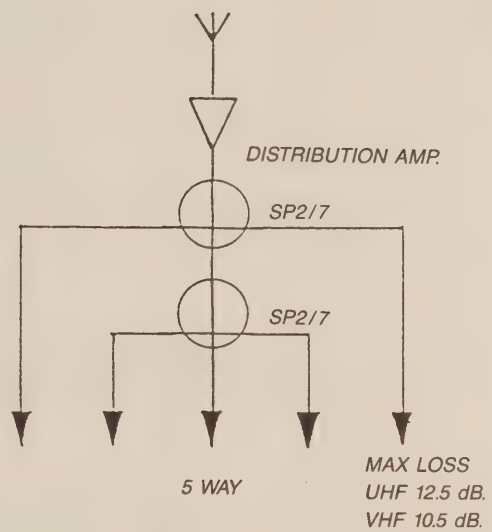 DISTRIBUTION AMP.
SP2/7
SP2/7
5 WAY
MAX LOSS
UHF 12.5 dB.
VHF 10.5 dB.